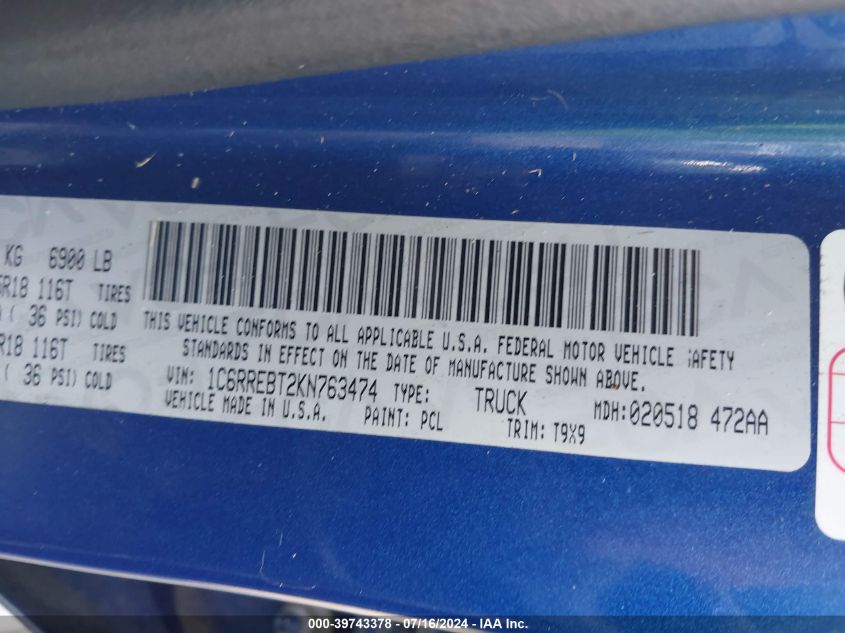 KG 6900 LB
R18 116T TIRES
( 36 PSI) COLD
R18 116T TIRES
( 36 PSI) COLD
THIS VEHICLE CONFORMS TO ALL APPLICABLE U.S.A. FEDERAL MOTOR VEHICLE SAFETY
STANDARDS IN EFFECT ON THE DATE OF MANUFACTURE SHOWN ABOVE.
VIN: 1C6RREBT2KN763474 TYPE: TRUCK MDH:020518 472AA
VEHICLE MADE IN U.S.A. PAINT: PCL TRIM: T9X9
000-39743378 - 07/16/2024 - IAA Inc.